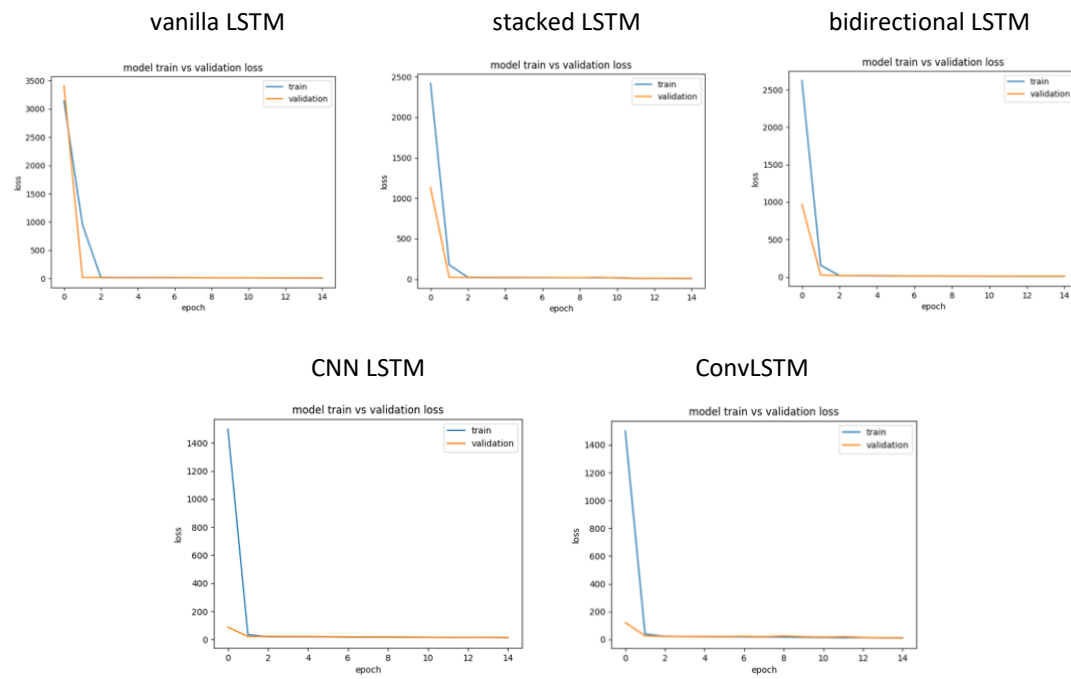 vanilla LSTM
stacked LSTM
bidirectional LSTM
model train vs validation loss
train
validation
3500
3000
2500
2000
1500
1000
500
0
loss
0 2 4 6 8 10 12 14
epoch
model train vs validation loss
train
validation
2500
2000
1500
1000
500
0
loss
0 2 4 6 8 10 12 14
epoch
model train vs validation loss
train
validation
2500
2000
1500
1000
500
0
loss
0 2 4 6 8 10 12 14
epoch
CNN LSTM
ConvLSTM
model train vs validation loss
train
validation
1400
1200
1000
800
600
400
200
0
loss
0 2 4 6 8 10 12 14
epoch
model train vs validation loss
train
validation
1400
1200
1000
800
600
400
200
0
loss
0 2 4 6 8 10 12 14
epoch